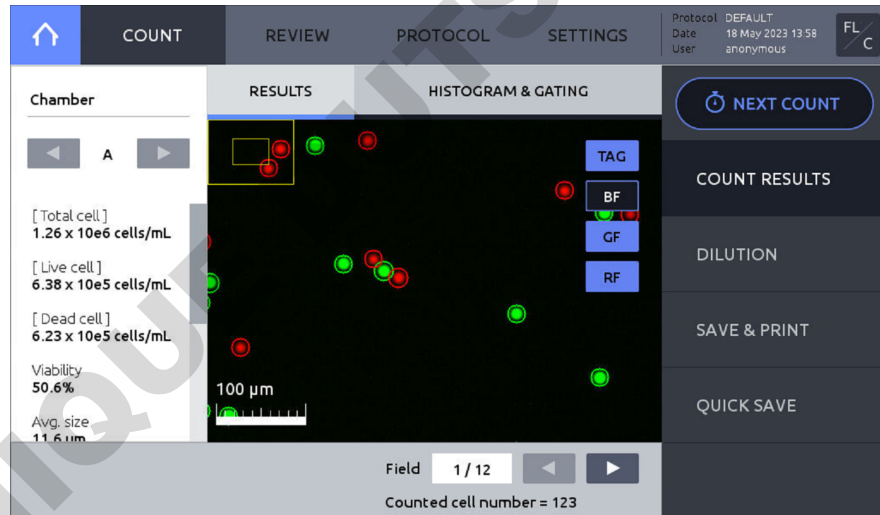 COUNT
REVIEW
PROTOCOL
SETTINGS
Protocol DEFAULT
Date 18 May 2023 13:58
User anonymous
FL/C
Chamber
A
[ Total cell ]
1.26 x 10e6 cells/mL
[ Live cell ]
6.38 x 10e5 cells/mL
[ Dead cell ]
6.23 x 10e5 cells/mL
Viability
50.6%
Avg. size
11.6 um
RESULTS
HISTOGRAM & GATING
TAG
BF
GF
RF
100 μm
Field 1 / 12
Counted cell number = 123
NEXT COUNT
COUNT RESULTS
DILUTION
SAVE & PRINT
QUICK SAVE